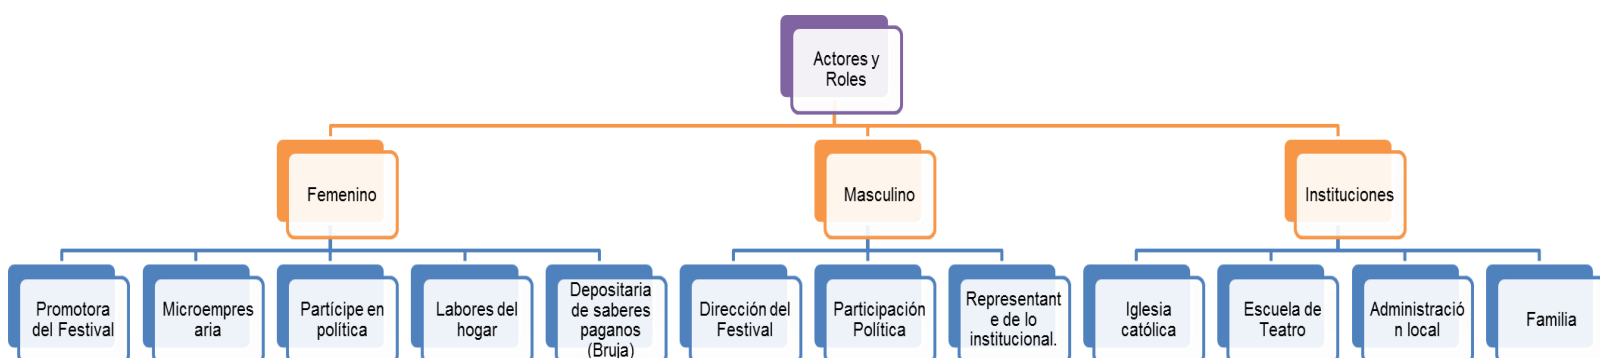 Actores y
Roles
Femenino
Masculino
Instituciones
Promotora
del Festival
Microempres
aria
Partícipe en
política
Labores del
hogar
Depositaria
de saberes
paganos
(Bruja)
Dirección del
Festival
Participación
Política
Representant
e de lo
institucional.
Iglesia
católica
Escuela de
Teatro
Administració
n local
Familia